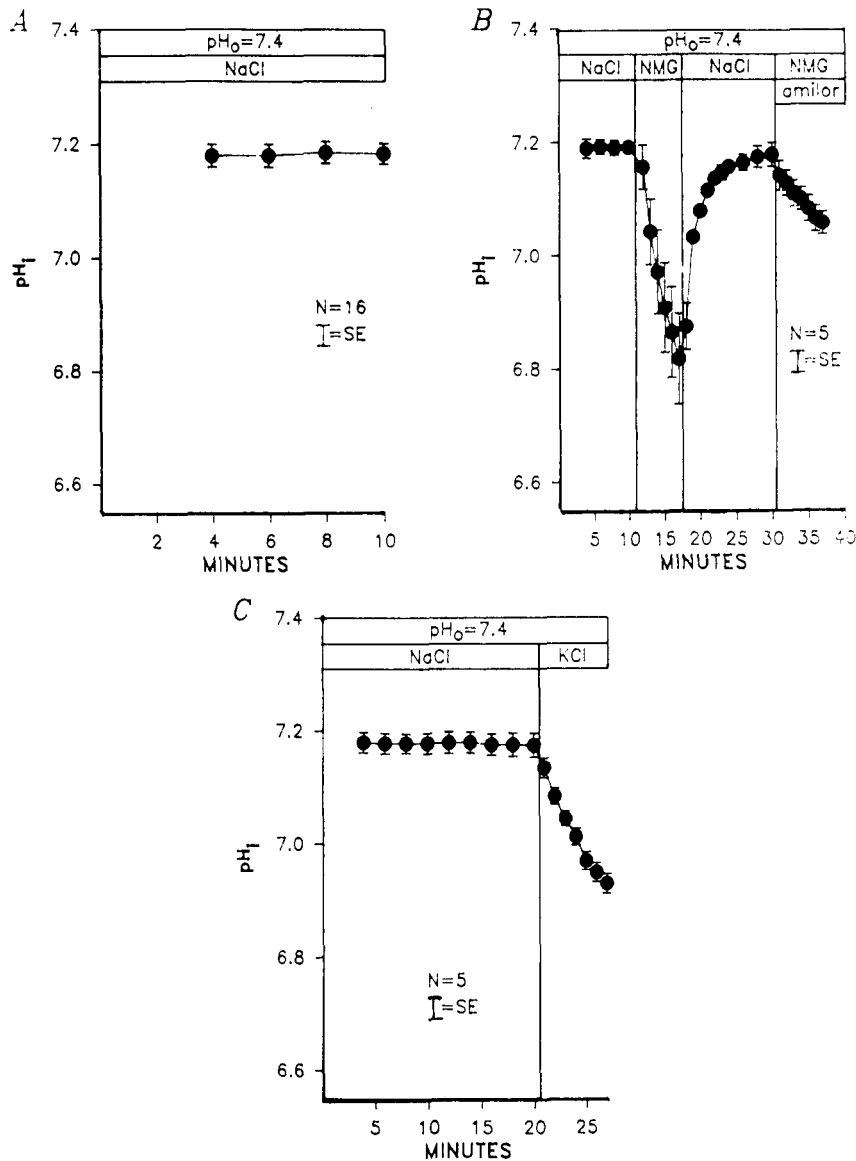 A
7.4
pHo=7.4
NaCl
7.2
7.0
pHi
N=16
I=SE
6.8
6.6
2 4 6 8 10
MINUTES
B
7.4
pHo=7.4
NaCl NMG NaCl NMG
amilor
7.2
7.0
pHi
N=5
I=SE
6.8
6.6
5 10 15 20 25 30 35 40
MINUTES
C
7.4
pHo=7.4
NaCl KCl
7.2
7.0
pHi
6.8
N=5
I=SE
6.6
5 10 15 20 25
MINUTES